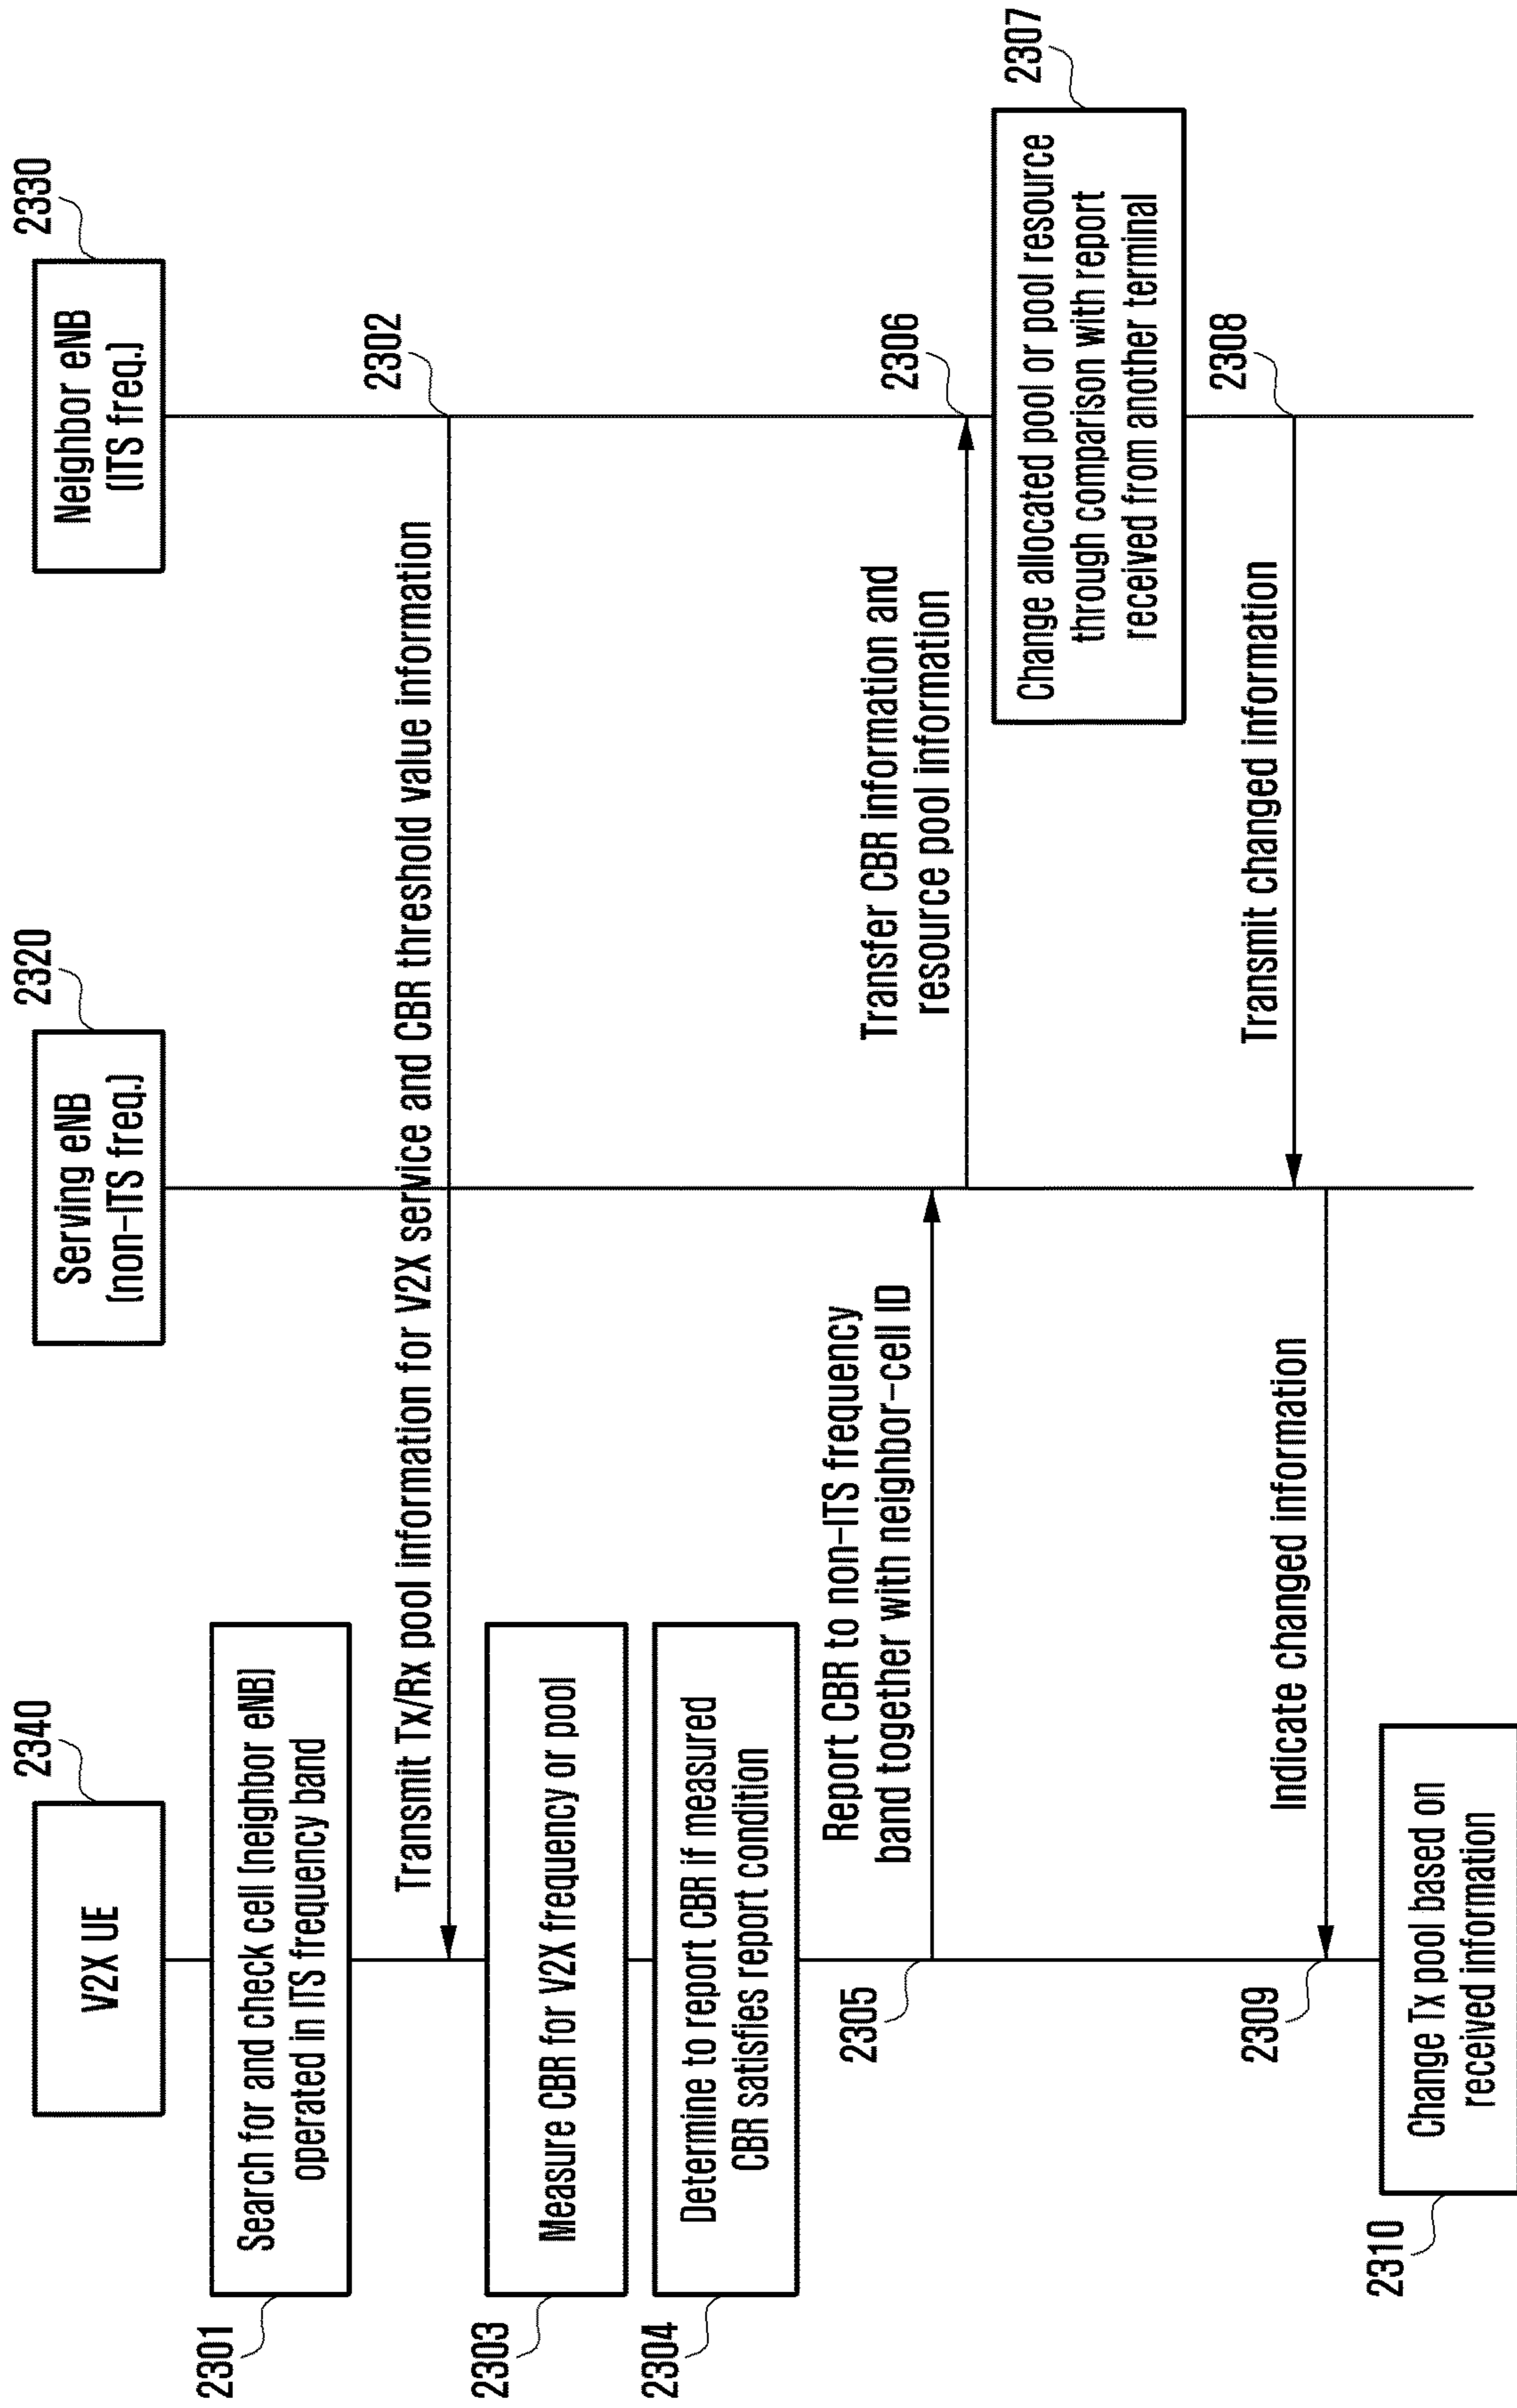 2340
V2X UE
2320
Serving eNB
(non-ITS freq.)
2330
Neighbor eNB
(ITS freq.)
2301
Search for and check cell (neighbor eNB)
operated in ITS frequency band
2302
Transmit Tx/Rx pool information for V2X service and CBR threshold value information
2303
Measure CBR for V2X frequency or pool
2304
Determine to report CBR if measured
CBR satisfies report condition
2305
Report CBR to non-ITS frequency
band together with neighbor-cell ID
2306
Transfer CBR information and
resource pool information
2307
Change allocated pool or pool resource
through comparison with report
received from another terminal
2308
Transmit changed information
2309
Indicate changed information
2310
Change Tx pool based on
received information